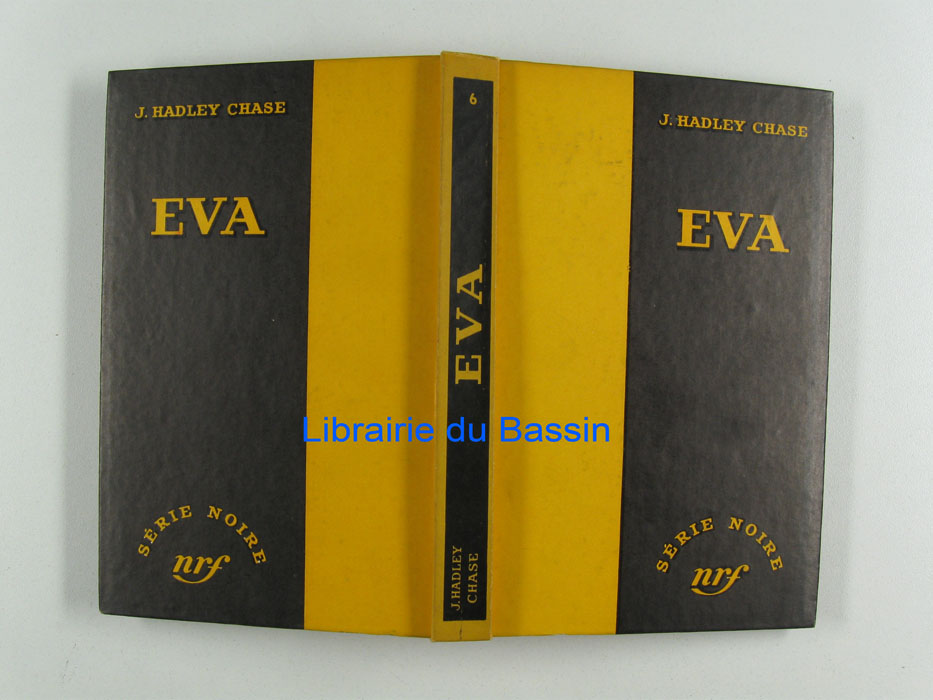 J. HADLEY CHASE
EVA
SÉRIE NOIRE
nrf
6
EVA
J. HADLEY
CHASE
J. HADLEY CHASE
EVA
SÉRIE NOIRE
nrf
Librairie du Bassin